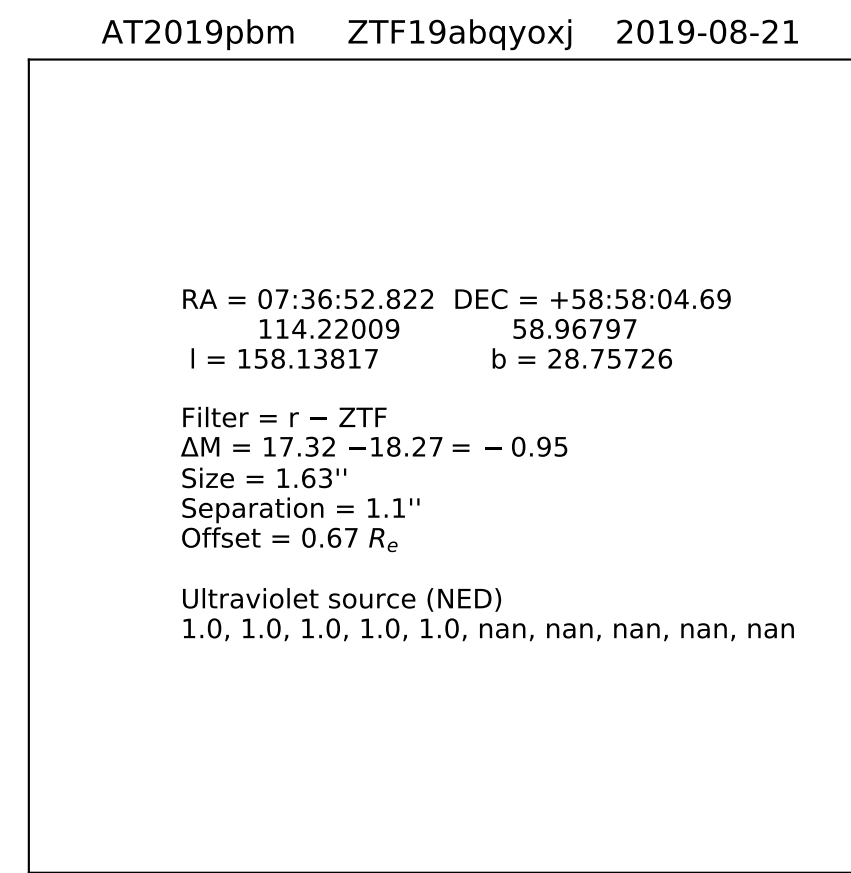 AT2019pbm ZTF19abqyoxj 2019-08-21
RA = 07:36:52.822 DEC = +58:58:04.69
114.22009 58.96797
l = 158.13817 b = 28.75726
Filter = r − ZTF
ΔM = 17.32 −18.27 = − 0.95
Size = 1.63''
Separation = 1.1''
Offset = 0.67 Rₑ
Ultraviolet source (NED)
1.0, 1.0, 1.0, 1.0, 1.0, nan, nan, nan, nan, nan